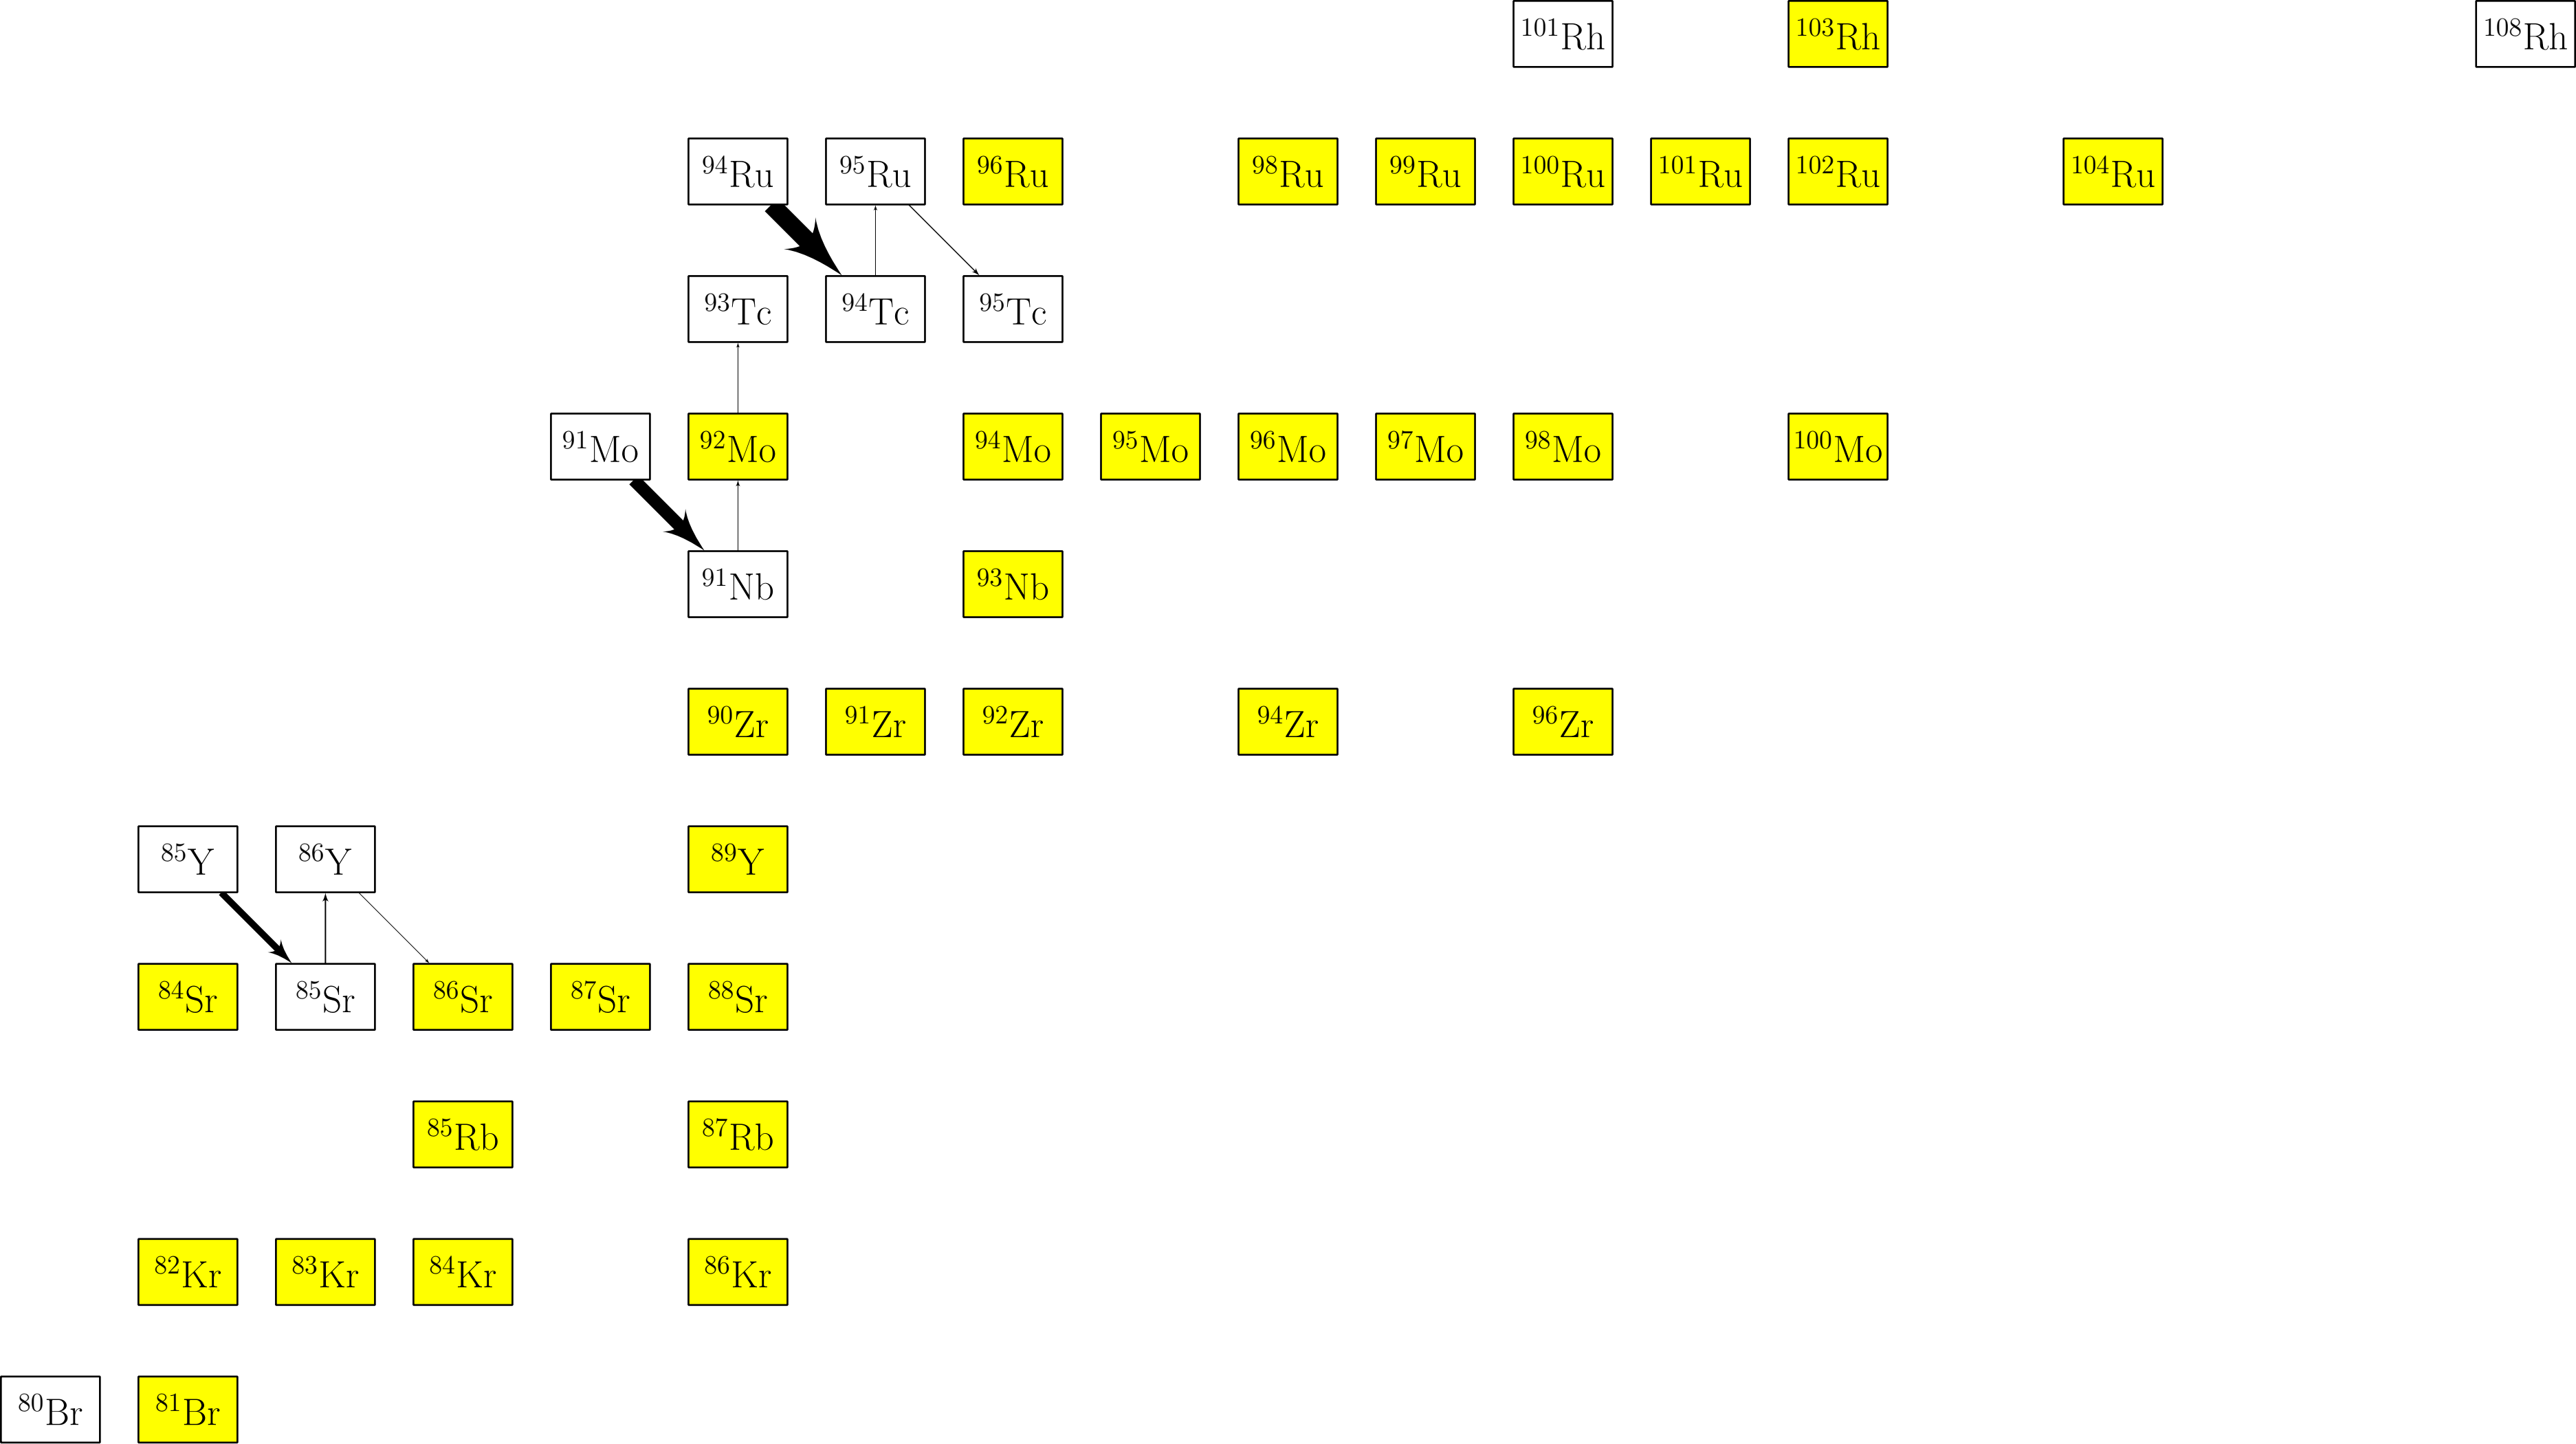 ¹⁰¹Rh ¹⁰³Rh ¹⁰⁸Rh
⁹⁴Ru ⁹⁵Ru ⁹⁶Ru ⁹⁸Ru ⁹⁹Ru ¹⁰⁰Ru ¹⁰¹Ru ¹⁰²Ru ¹⁰⁴Ru
⁹³Tc ⁹⁴Tc ⁹⁵Tc
⁹¹Mo ⁹²Mo ⁹⁴Mo ⁹⁵Mo ⁹⁶Mo ⁹⁷Mo ⁹⁸Mo ¹⁰⁰Mo
⁹¹Nb ⁹³Nb
⁹⁰Zr ⁹¹Zr ⁹²Zr ⁹⁴Zr ⁹⁶Zr
⁸⁵Y ⁸⁶Y ⁸⁹Y
⁸⁴Sr ⁸⁵Sr ⁸⁶Sr ⁸⁷Sr ⁸⁸Sr
⁸⁵Rb ⁸⁷Rb
⁸²Kr ⁸³Kr ⁸⁴Kr ⁸⁶Kr
⁸⁰Br ⁸¹Br